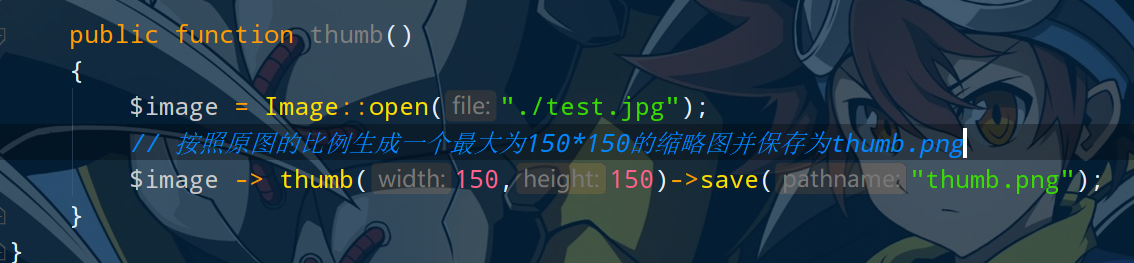 public function thumb()
{
$image = Image::open( file: "./test.jpg");
// 按照原图的比例生成一个最大为150*150的缩略图并保存为thumb.png
$image -> thumb( width: 150, height: 150)->save( pathname: "thumb.png");
}
}